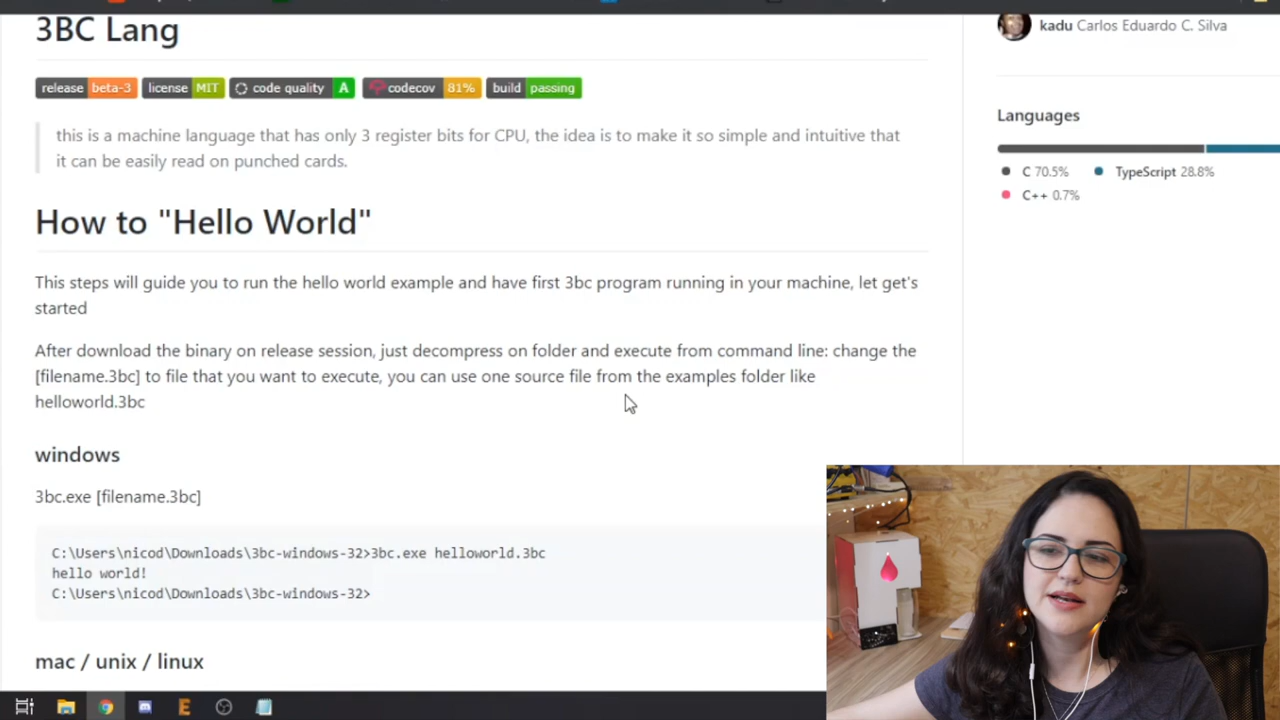 3BC Lang
kadu Carlos Eduardo C. Silva
release beta-3 license MIT code quality A codecov 81% build passing
Languages
this is a machine language that has only 3 register bits for CPU, the idea is to make it so simple and intuitive that
it can be easily read on punched cards.
C 70.5% TypeScript 28.8%
C++ 0.7%
How to "Hello World"
This steps will guide you to run the hello world example and have first 3bc program running in your machine, let get's
started
After download the binary on release session, just decompress on folder and execute from command line: change the
[filename.3bc] to file that you want to execute, you can use one source file from the examples folder like
helloworld.3bc
windows
3bc.exe [filename.3bc]
C:\Users\nicod\Downloads\3bc-windows-32>3bc.exe helloworld.3bc
hello world!
C:\Users\nicod\Downloads\3bc-windows-32>
mac / unix / linux